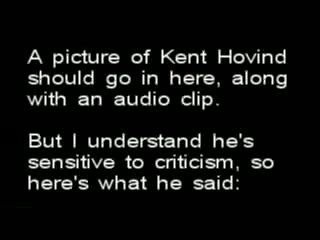 A picture of Kent Hovind
should go in here, along
with an audio clip.
But I understand he's
sensitive to criticism, so
here's what he said: